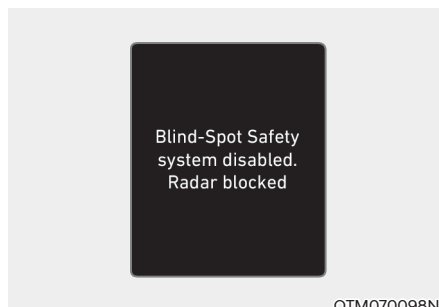 Blind-Spot Safety
system disabled.
Radar blocked
OTM070098N